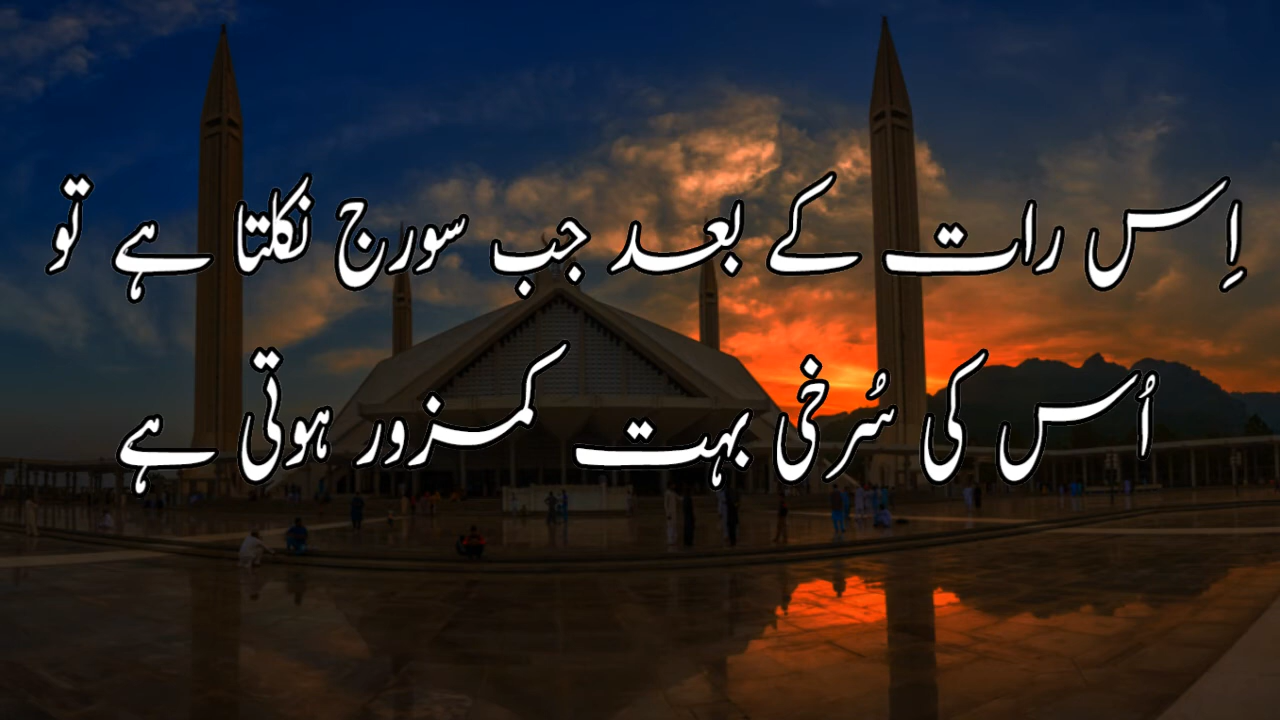 اِس رات کے بعد جب سورج نکلتا ہے تو
اُس کی سُرخی بہت کمزور ہوتی ہے